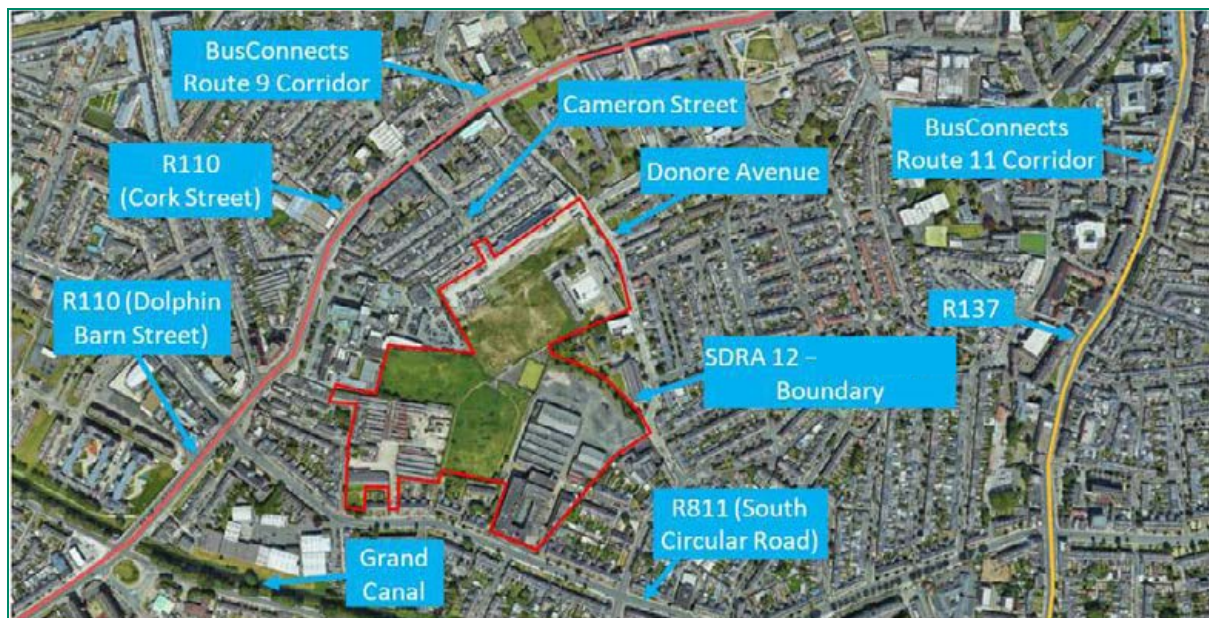 BusConnects
Route 9 Corridor
Cameron Street
BusConnects
Route 11 Corridor
R110
(Cork Street)
Donore Avenue
R110 (Dolphin
Barn Street)
R137
SDRA 12 –
Boundary
R811 (South
Circular Road)
Grand
Canal